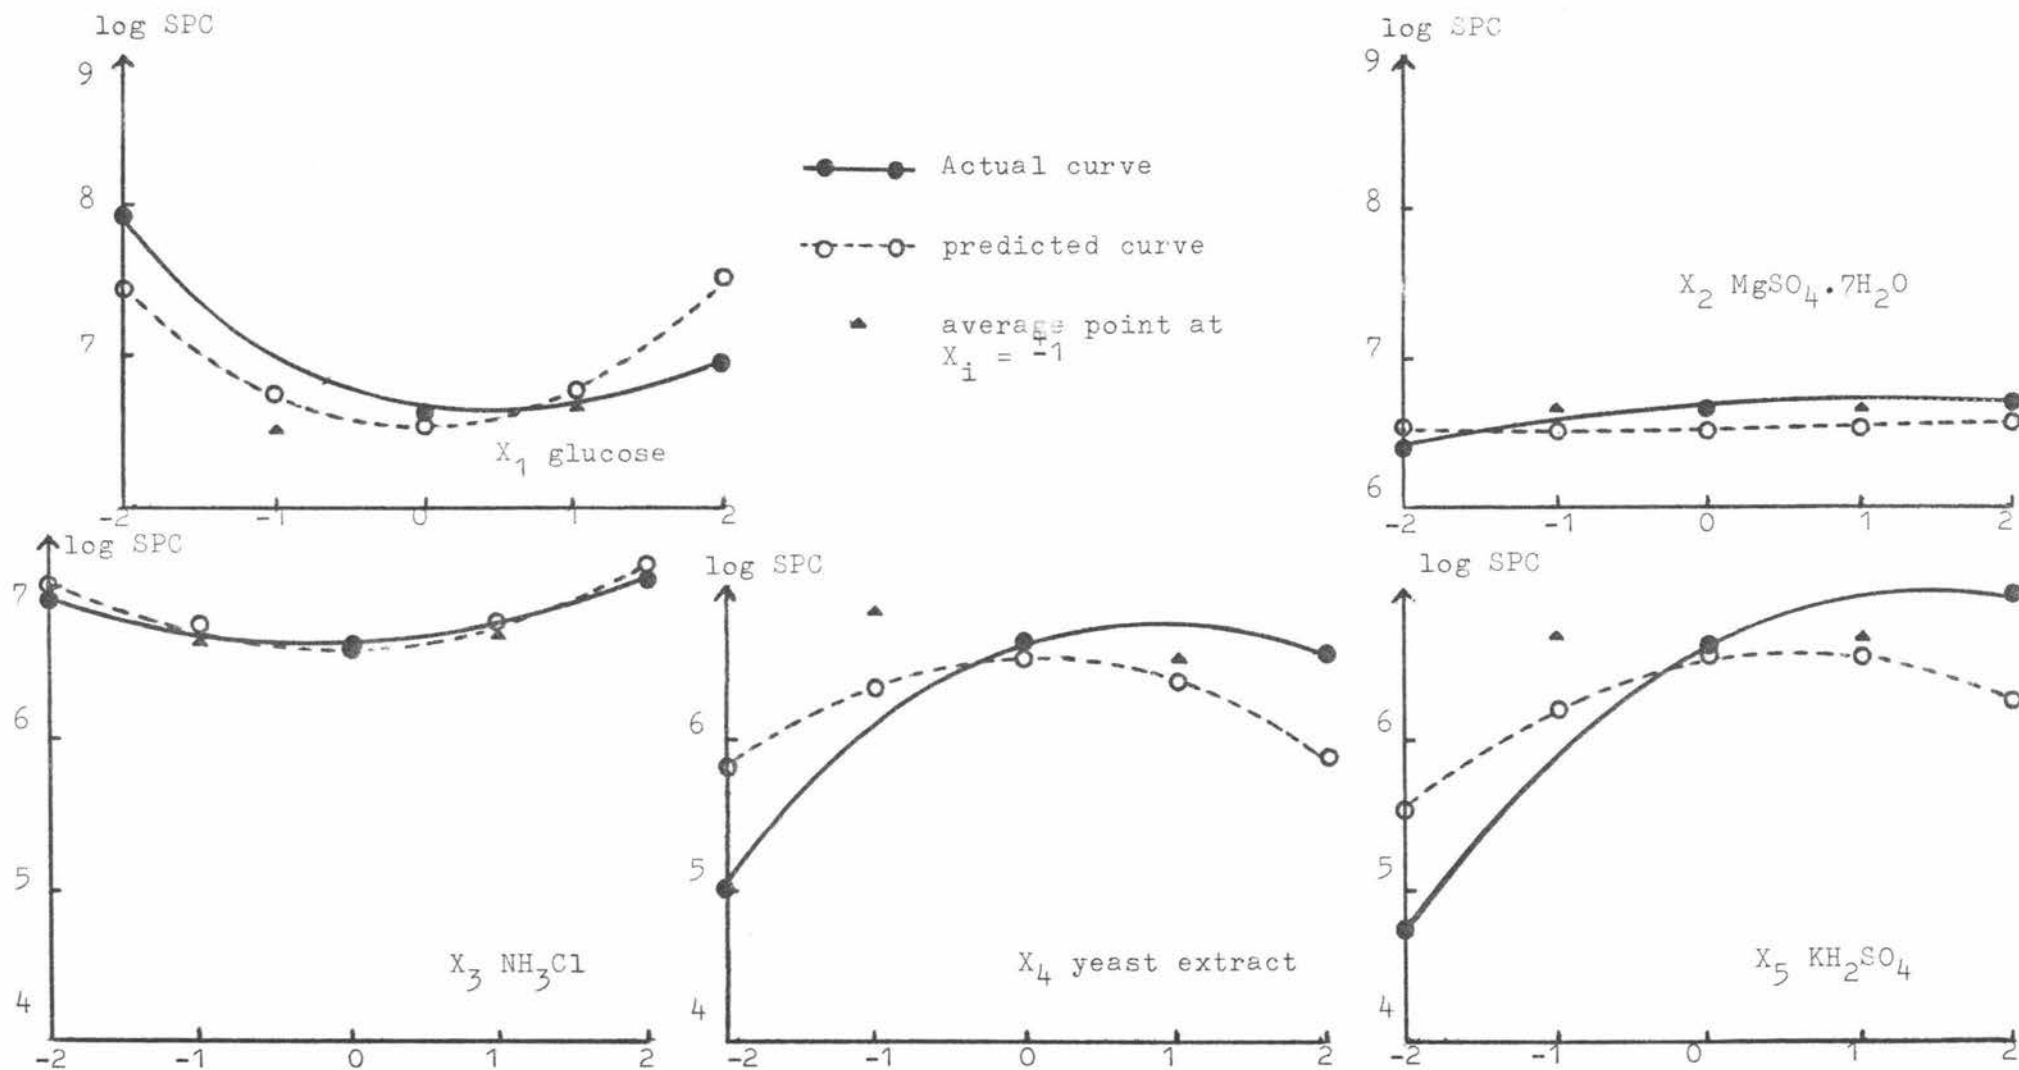 log SPC
9
8
7
-2 -1 0 1 2
X₁ glucose
Actual curve
predicted curve
average point at
Xᵢ = ±1
log SPC
9
8
7
6
-2 -1 0 1 2
X₂ MgSO₄.7H₂O
log SPC
7
6
5
4
-2 -1 0 1 2
X₃ NH₃Cl
log SPC
6
5
4
-2 -1 0 1 2
X₄ yeast extract
log SPC
6
5
4
-2 -1 0 1 2
X₅ KH₂SO₄